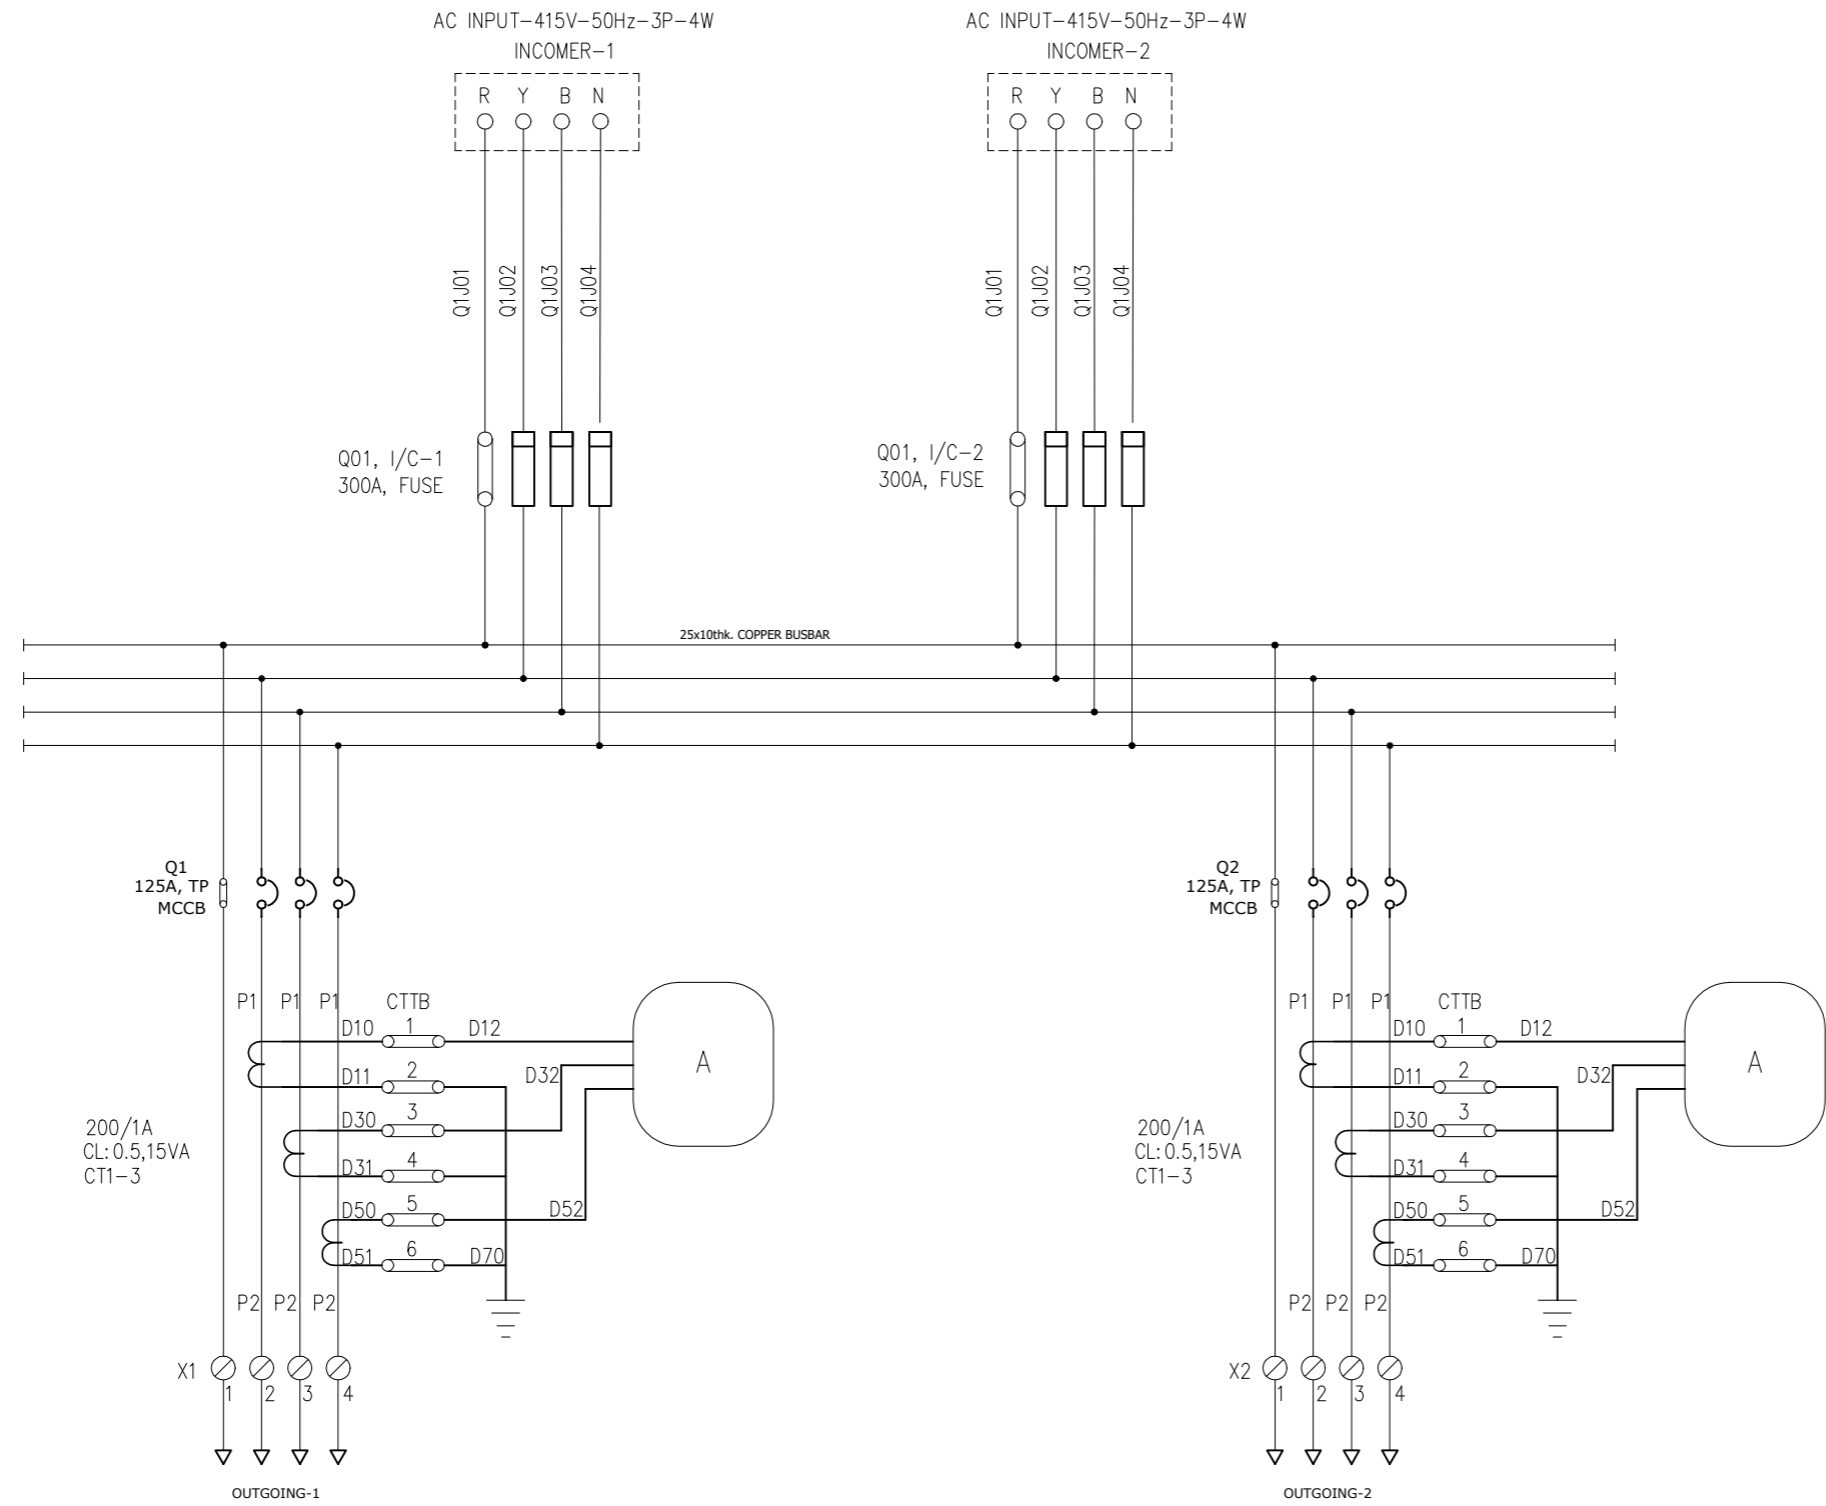 AC INPUT-415V-50Hz-3P-4W
INCOMER-1
R Y B N
AC INPUT-415V-50Hz-3P-4W
INCOMER-2
R Y B N
Q1J01
Q1J02
Q1J03
Q1J04
Q1J01
Q1J02
Q1J03
Q1J04
Q01, I/C-1
300A, FUSE
Q01, I/C-2
300A, FUSE
25x10thk. COPPER BUSBAR
Q1
125A, TP
MCCB
P1 P1 P1 CTTB
D10 1 D12
D11 2
D32
D30 3
D31 4
D50 5 D52
D51 6 D70
A
200/1A
CL:0.5,15VA
CT1-3
P2 P2 P2
X1
1 2 3 4
OUTGOING-1
Q2
125A, TP
MCCB
P1 P1 P1 CTTB
D10 1 D12
D11 2
D32
D30 3
D31 4
D50 5 D52
D51 6 D70
A
200/1A
CL:0.5,15VA
CT1-3
P2 P2 P2
X2
1 2 3 4
OUTGOING-2